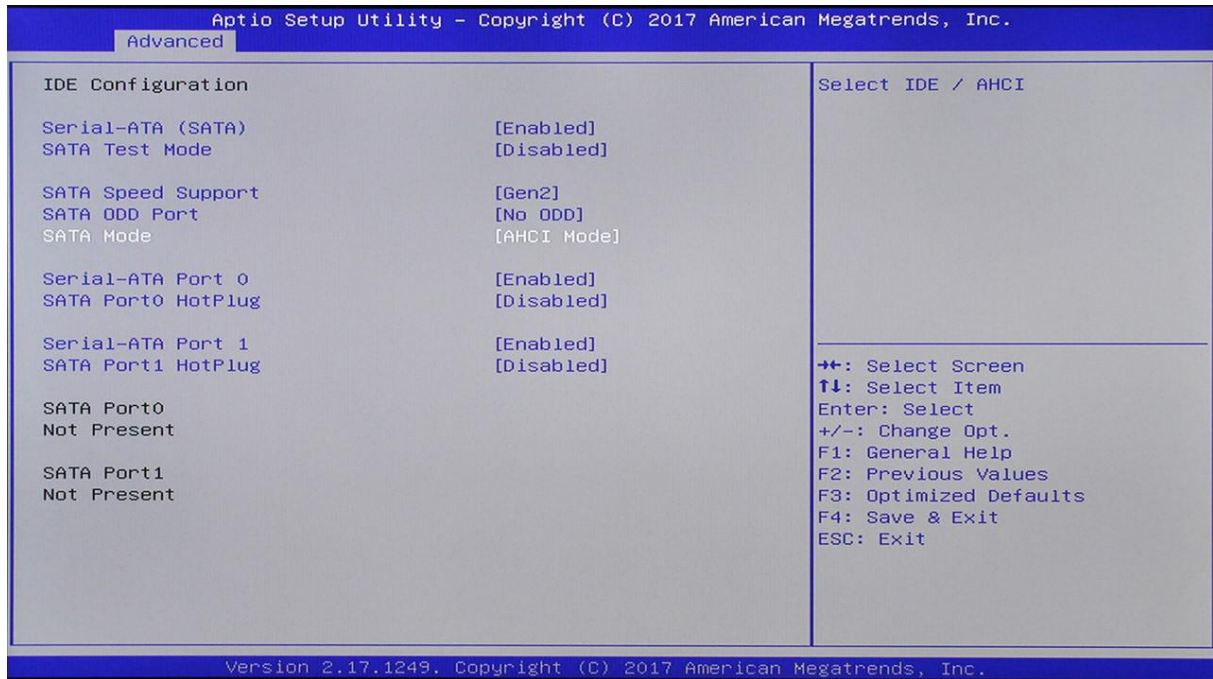 Aptio Setup Utility – Copyright (C) 2017 American Megatrends, Inc.
Advanced
IDE Configuration
Serial-ATA (SATA) [Enabled]
SATA Test Mode [Disabled]
SATA Speed Support [Gen2]
SATA ODD Port [No ODD]
SATA Mode [AHCI Mode]
Serial-ATA Port 0 [Enabled]
SATA Port0 HotPlug [Disabled]
Serial-ATA Port 1 [Enabled]
SATA Port1 HotPlug [Disabled]
SATA Port0
Not Present
SATA Port1
Not Present
Select IDE / AHCI
→←: Select Screen
↑↓: Select Item
Enter: Select
+/-: Change Opt.
F1: General Help
F2: Previous Values
F3: Optimized Defaults
F4: Save & Exit
ESC: Exit
Version 2.17.1249. Copyright (C) 2017 American Megatrends, Inc.